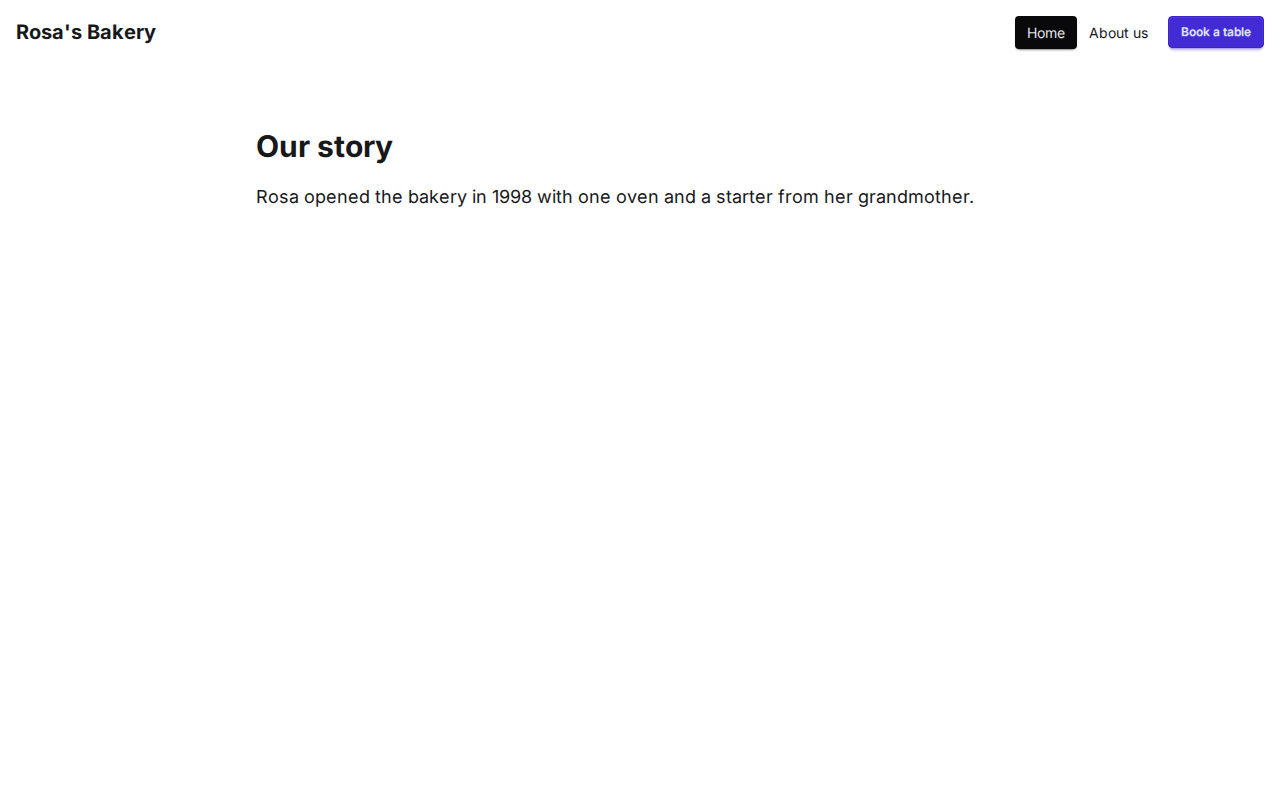 Rosa's Bakery
Home
About us
Book a table
Our story
Rosa opened the bakery in 1998 with one oven and a starter from her grandmother.